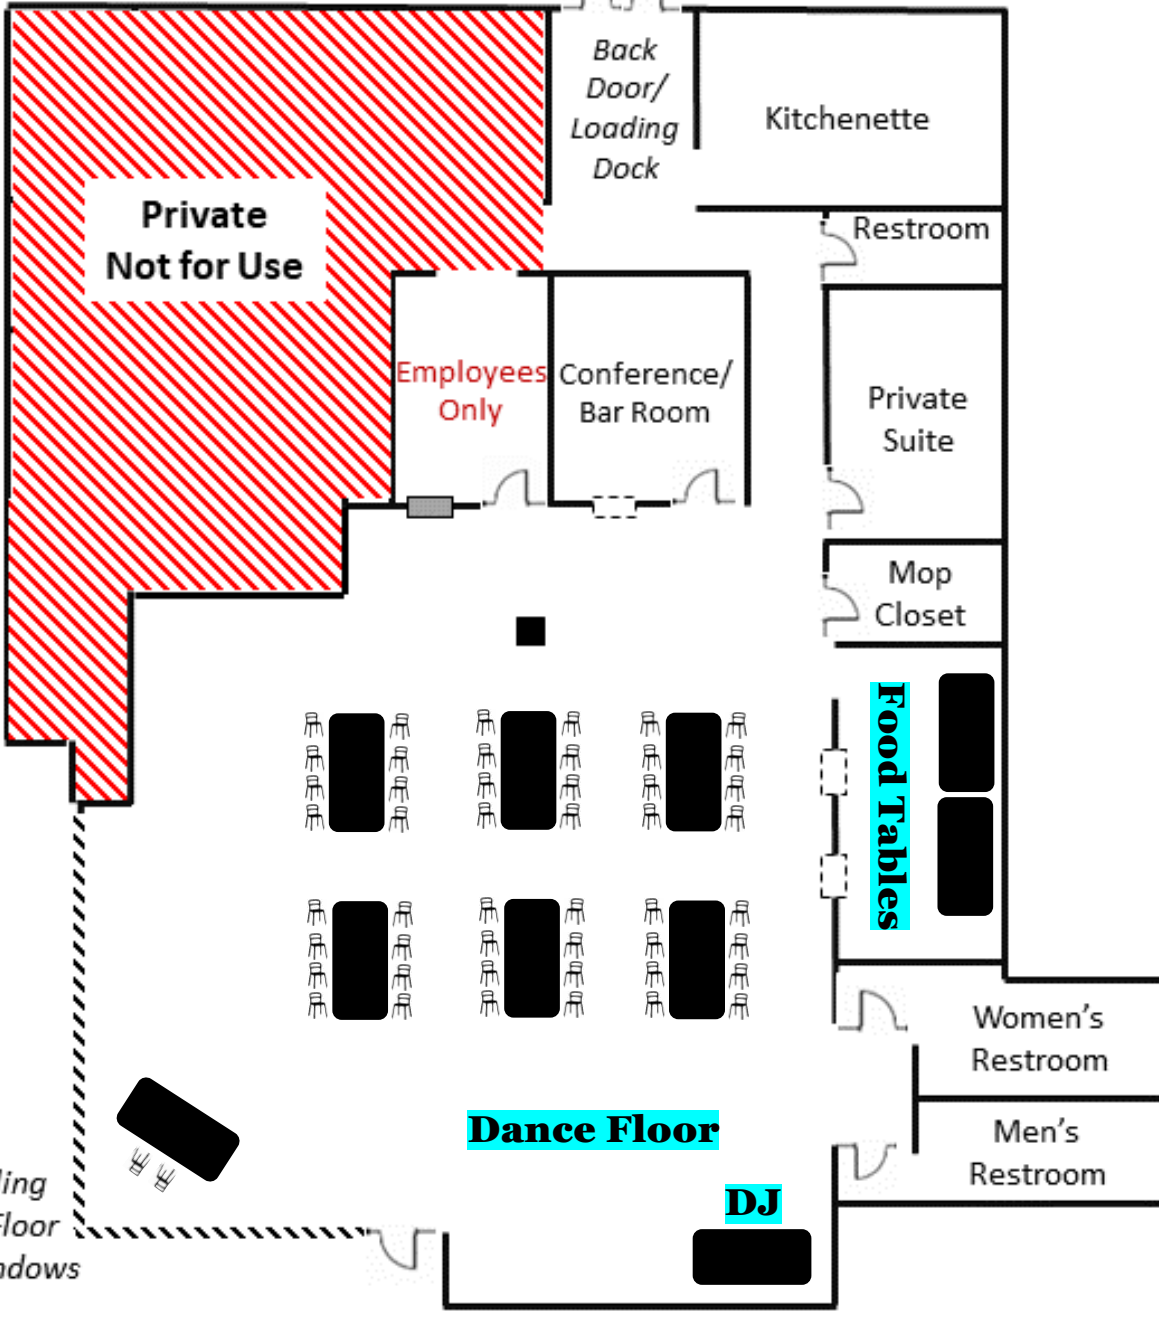 Back
Door/
Loading
Dock
Kitchenette
Private
Not for Use
Restroom
Employees
Only
Conference/
Bar Room
Private
Suite
Mop
Closet
Food Tables
Women's
Restroom
Dance Floor
Men's
Restroom
DJ
Floor